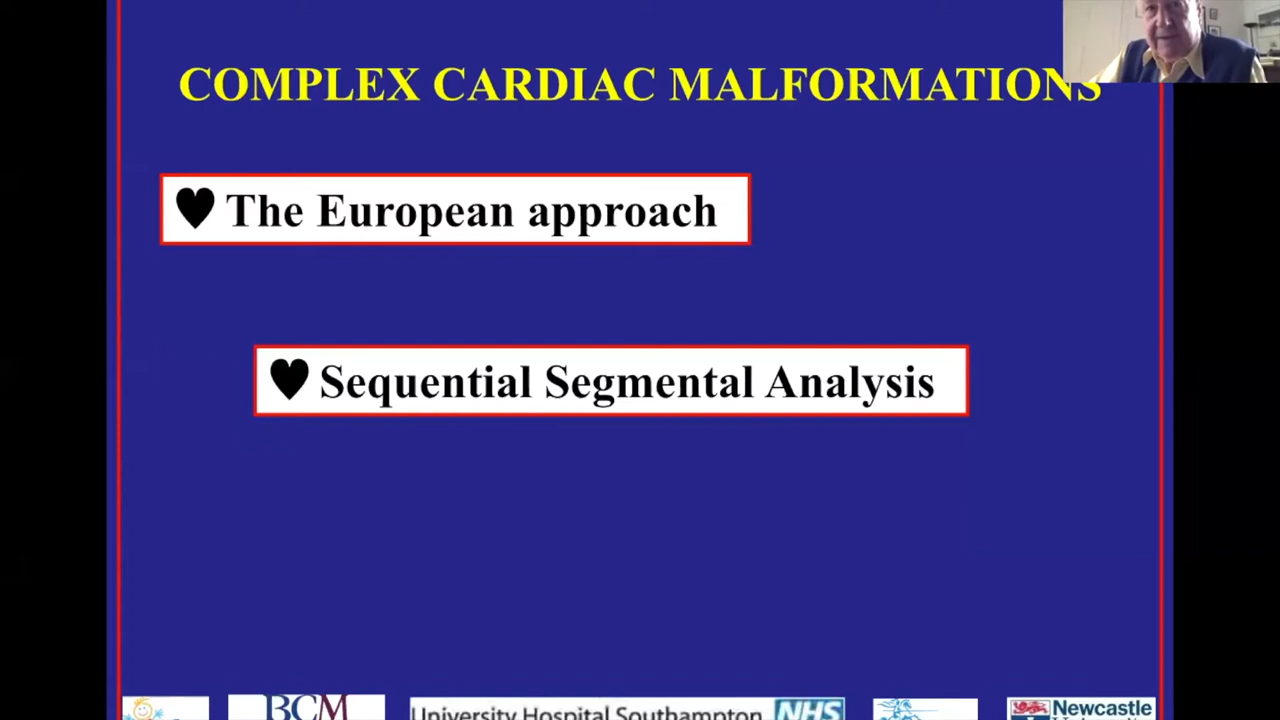 COMPLEX CARDIAC MALFORMATIONS
♥ The European approach
♥ Sequential Segmental Analysis
BCM
University Hospital Southampton NHS
Newcastle